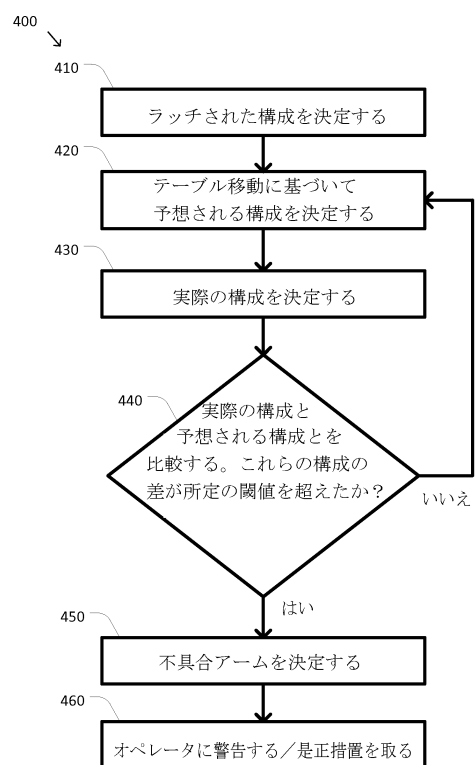 400
410
ラッチされた構成を決定する
420
テーブル移動に基づいて
予想される構成を決定する
430
実際の構成を決定する
440
実際の構成と
予想される構成とを
比較する。これらの構成の
差が所定の閾値を超えたか？
いいえ
はい
450
不具合アームを決定する
460
オペレータに警告する／是正措置を取る